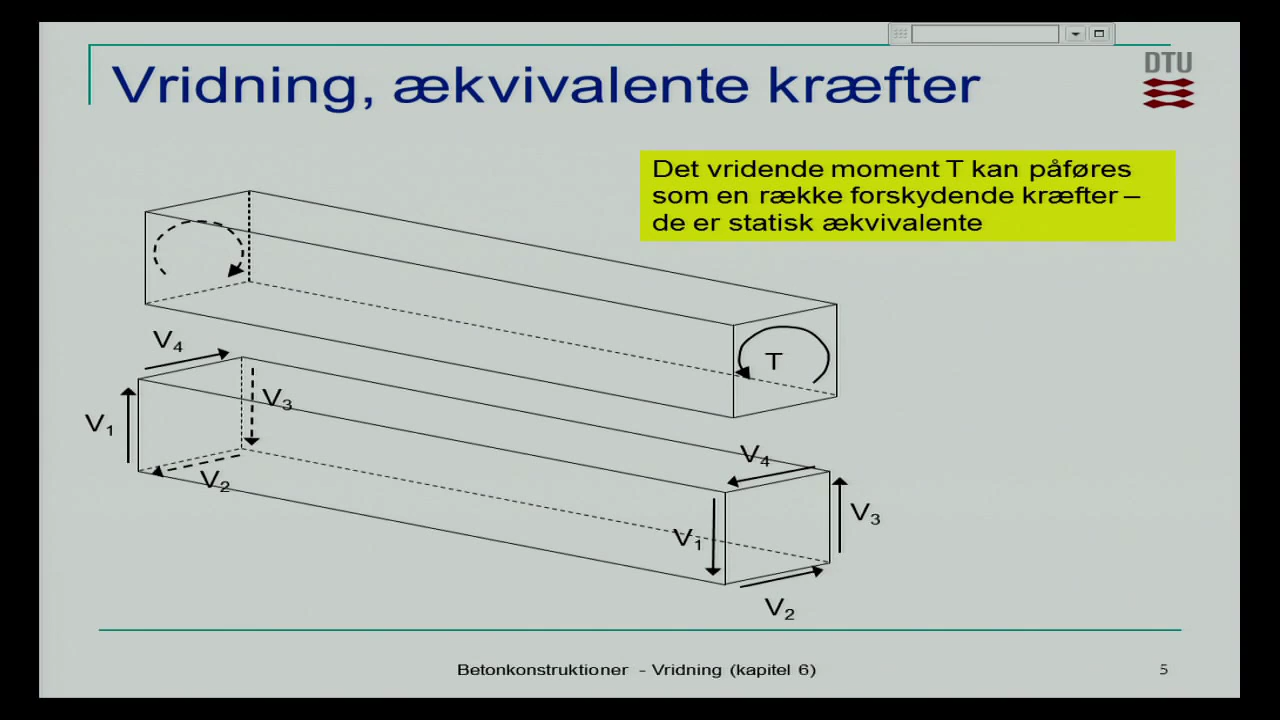 DTU
Vridning, ækvivalente kræfter
Det vridende moment T kan påføres
som en række forskydende kræfter –
de er statisk ækvivalente
T
V4
V3
V1
V2
V4
V3
V1
V2
Betonkonstruktioner - Vridning (kapitel 6)
5